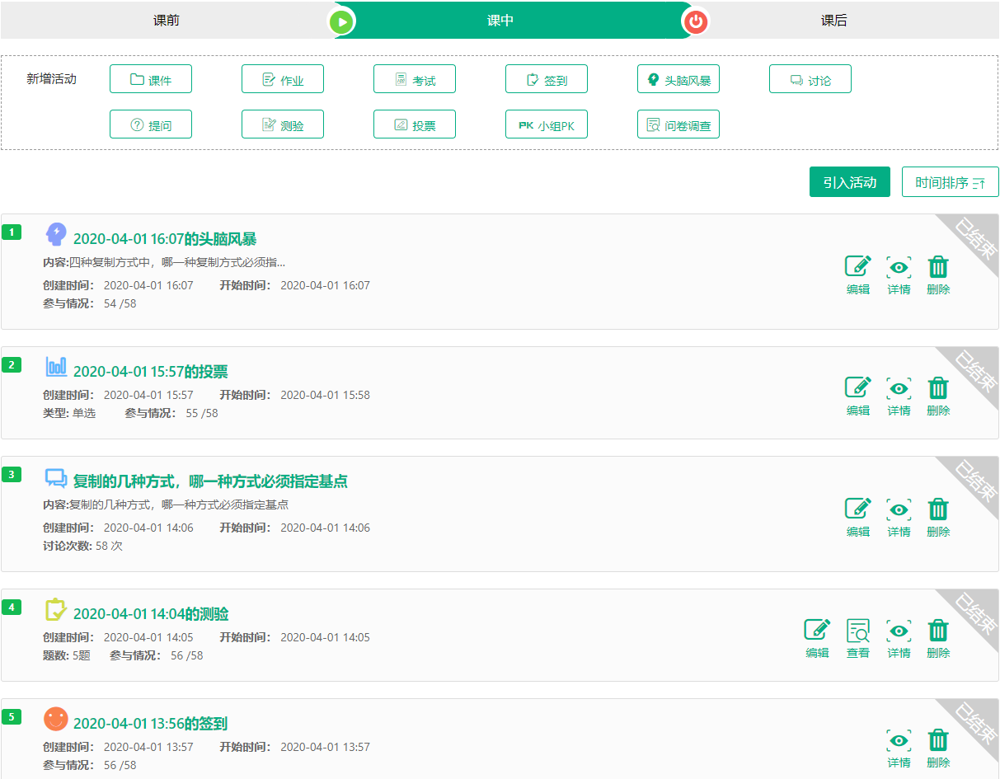 课前 课中 课后
新增活动 课件 作业 考试 签到 头脑风暴 讨论
提问 测验 投票 PK 小组PK 问卷调查
引入活动 时间排序
1 2020-04-01 16:07的头脑风暴 已结束
内容:四种复制方式中，哪一种复制方式必须指...
创建时间： 2020-04-01 16:07 开始时间： 2020-04-01 16:07
编辑 详情 删除
参与情况： 54 /58
2 2020-04-01 15:57的投票 已结束
创建时间： 2020-04-01 15:57 开始时间： 2020-04-01 15:58
类型: 单选 参与情况： 55 /58
编辑 详情 删除
3 复制的几种方式，哪一种方式必须指定基点 已结束
内容:复制的几种方式，哪一种方式必须指定基点
创建时间： 2020-04-01 14:06 开始时间： 2020-04-01 14:06
编辑 详情 删除
讨论次数: 58 次
4 2020-04-01 14:04的测验 已结束
创建时间： 2020-04-01 14:05 开始时间： 2020-04-01 14:05
题数: 5题 参与情况： 56 /58
编辑 查看 详情 删除
5 2020-04-01 13:56的签到 已结束
创建时间： 2020-04-01 13:57 开始时间： 2020-04-01 13:57
参与情况： 56 /58
详情 删除